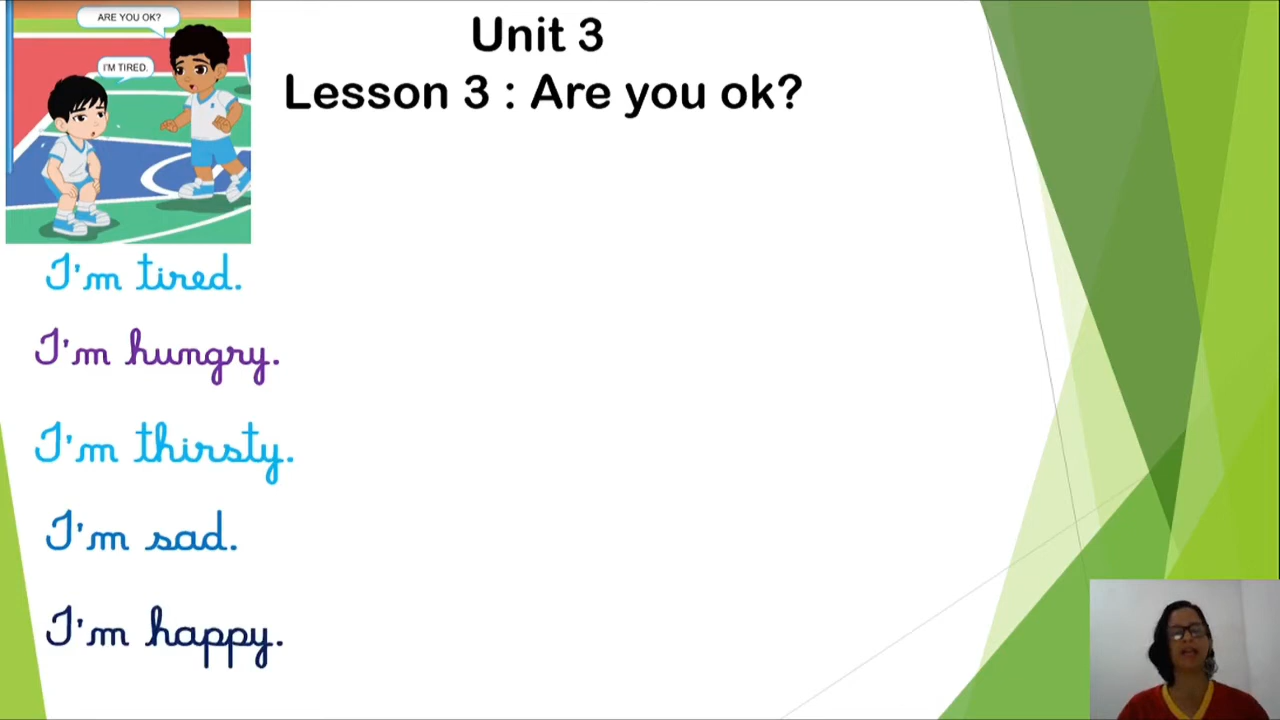 ARE YOU OK?
I'M TIRED.
Unit 3
Lesson 3 : Are you ok?
I'm tired.
I'm hungry.
I'm thirsty.
I'm sad.
I'm happy.